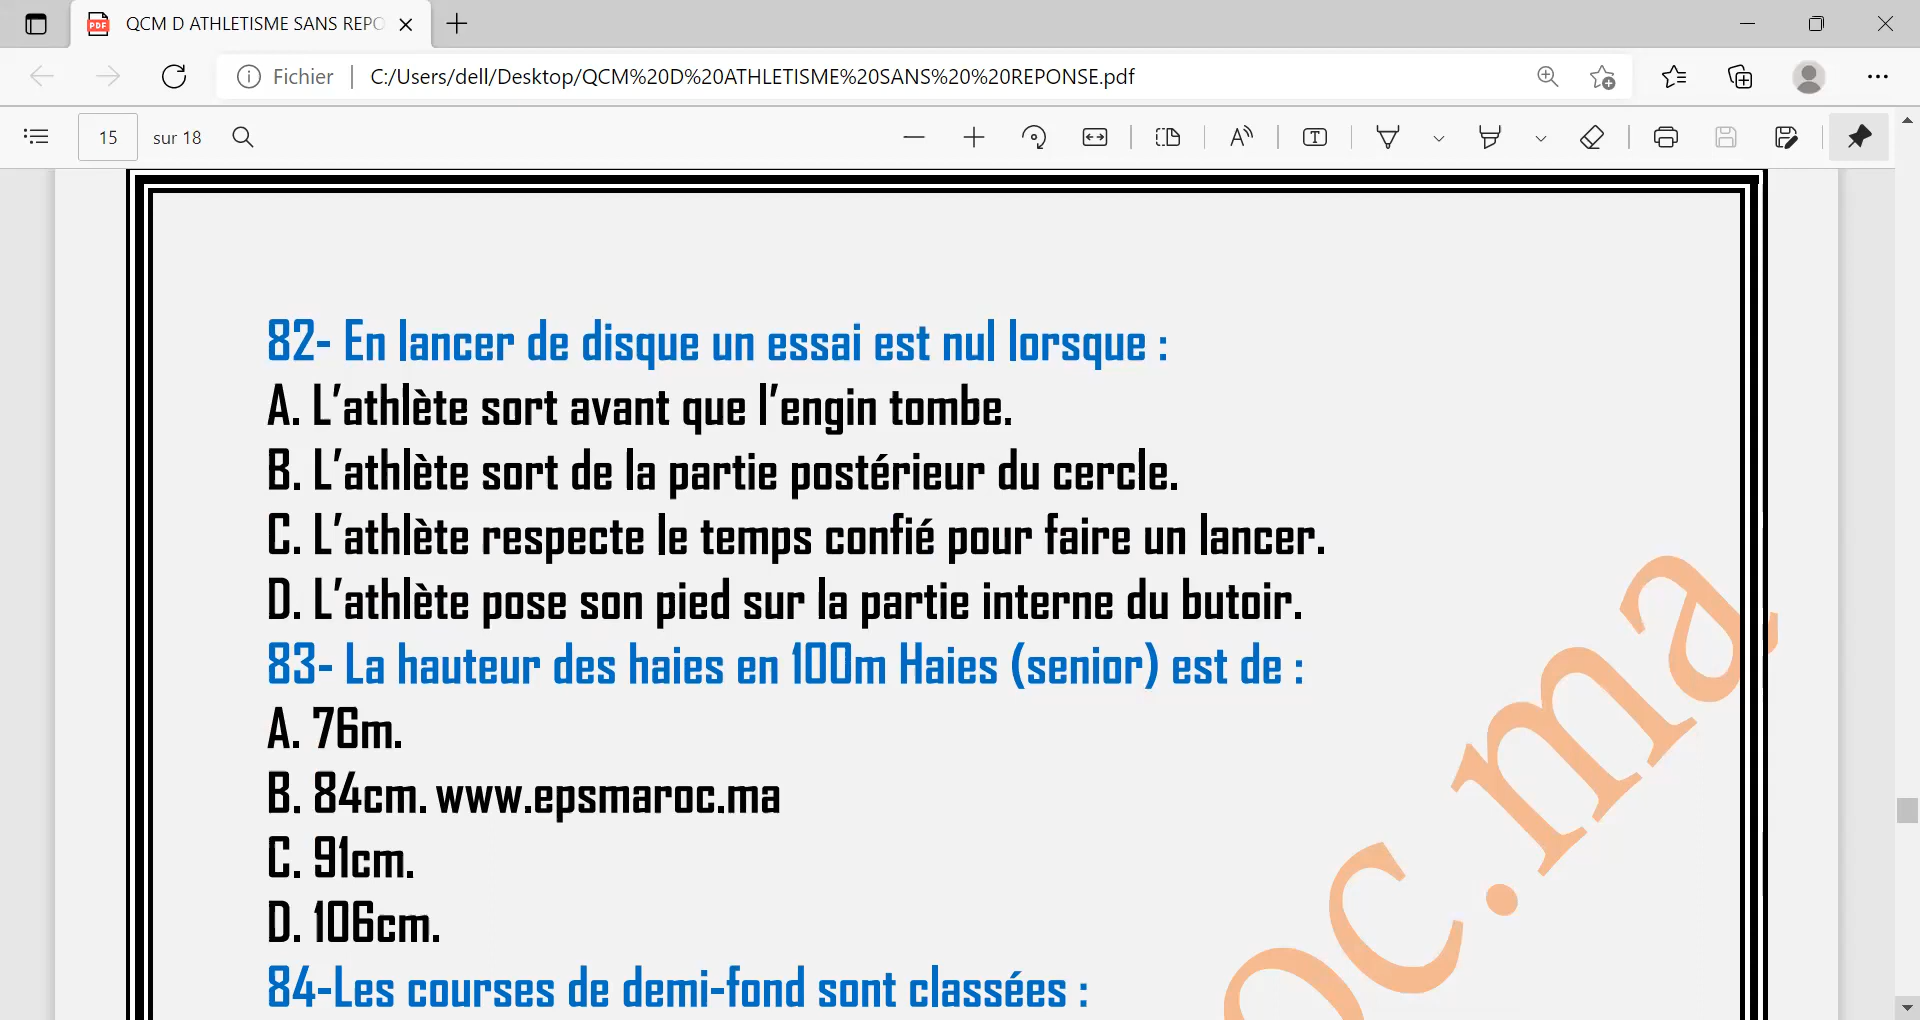 QCM D ATHLETISME SANS REPO
Fichier
C:/Users/dell/Desktop/QCM%20D%20ATHLETISME%20SANS%20%20REPONSE.pdf
15 sur 18
82- En lancer de disque un essai est nul lorsque :
A. L'athlète sort avant que l'engin tombe.
B. L'athlète sort de la partie postérieur du cercle.
C. L'athlète respecte le temps confié pour faire un lancer.
D. L'athlète pose son pied sur la partie interne du butoir.
83- La hauteur des haies en 100m Haies (senior) est de :
A. 76m.
B. 84cm. www.epsmaroc.ma
C. 91cm.
D. 106cm.
84-Les courses de demi-fond sont classées :
oc.ma